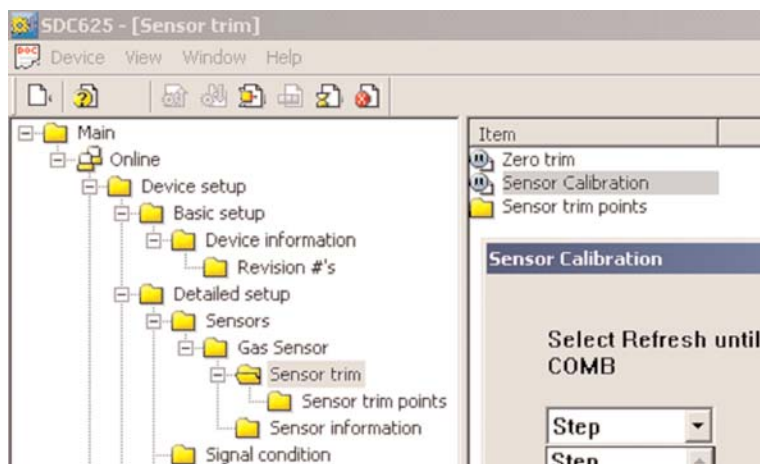 SDC625 - [Sensor trim]
Device View Window Help
Main
Online
Device setup
Basic setup
Device information
Revision #'s
Detailed setup
Sensors
Gas Sensor
Sensor trim
Sensor trim points
Sensor information
Signal condition
Item
Zero trim
Sensor Calibration
Sensor trim points
Sensor Calibration
Select Refresh until
COMB
Step
Step